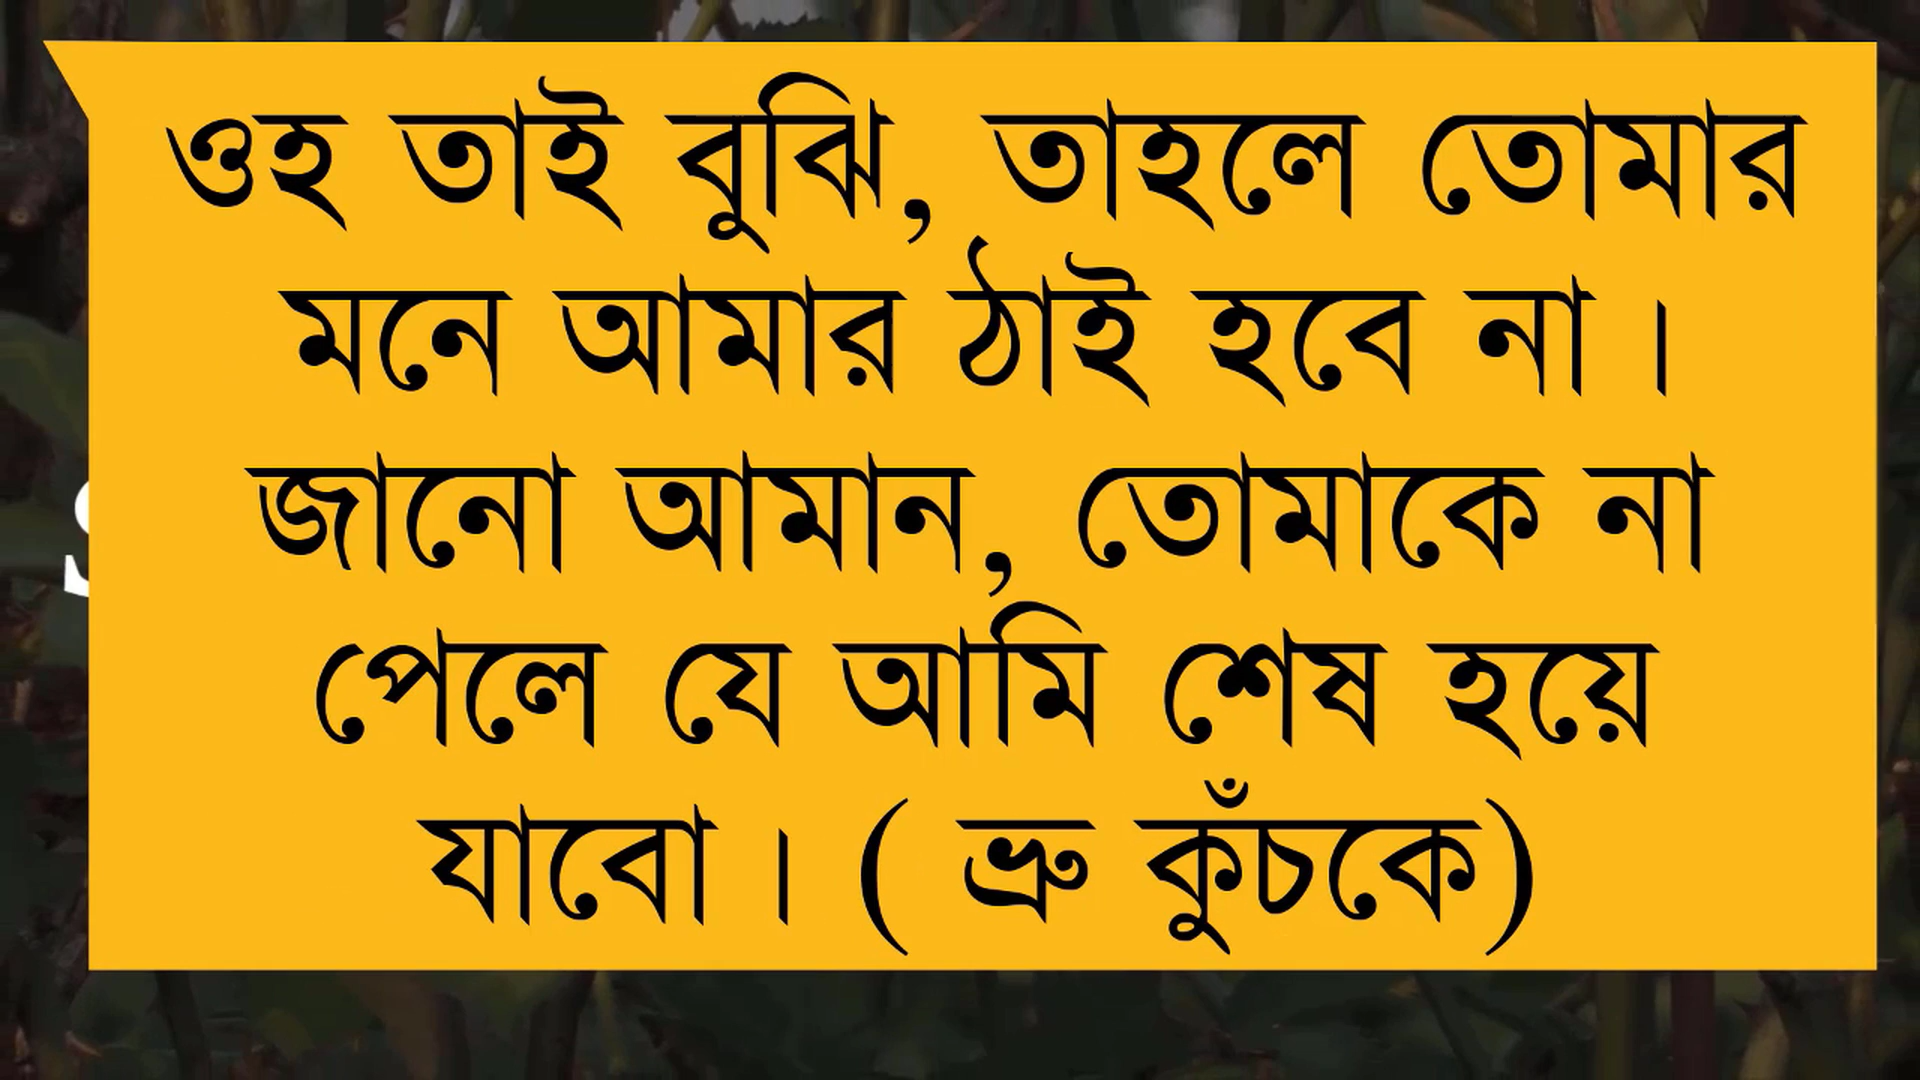 ওহ তাই বুঝি, তাহলে তোমার
মনে আমার ঠাই হবে না।
জানো আমান, তোমাকে না
পেলে যে আমি শেষ হয়ে
যাবো। ( ভ্রু কুঁচকে)